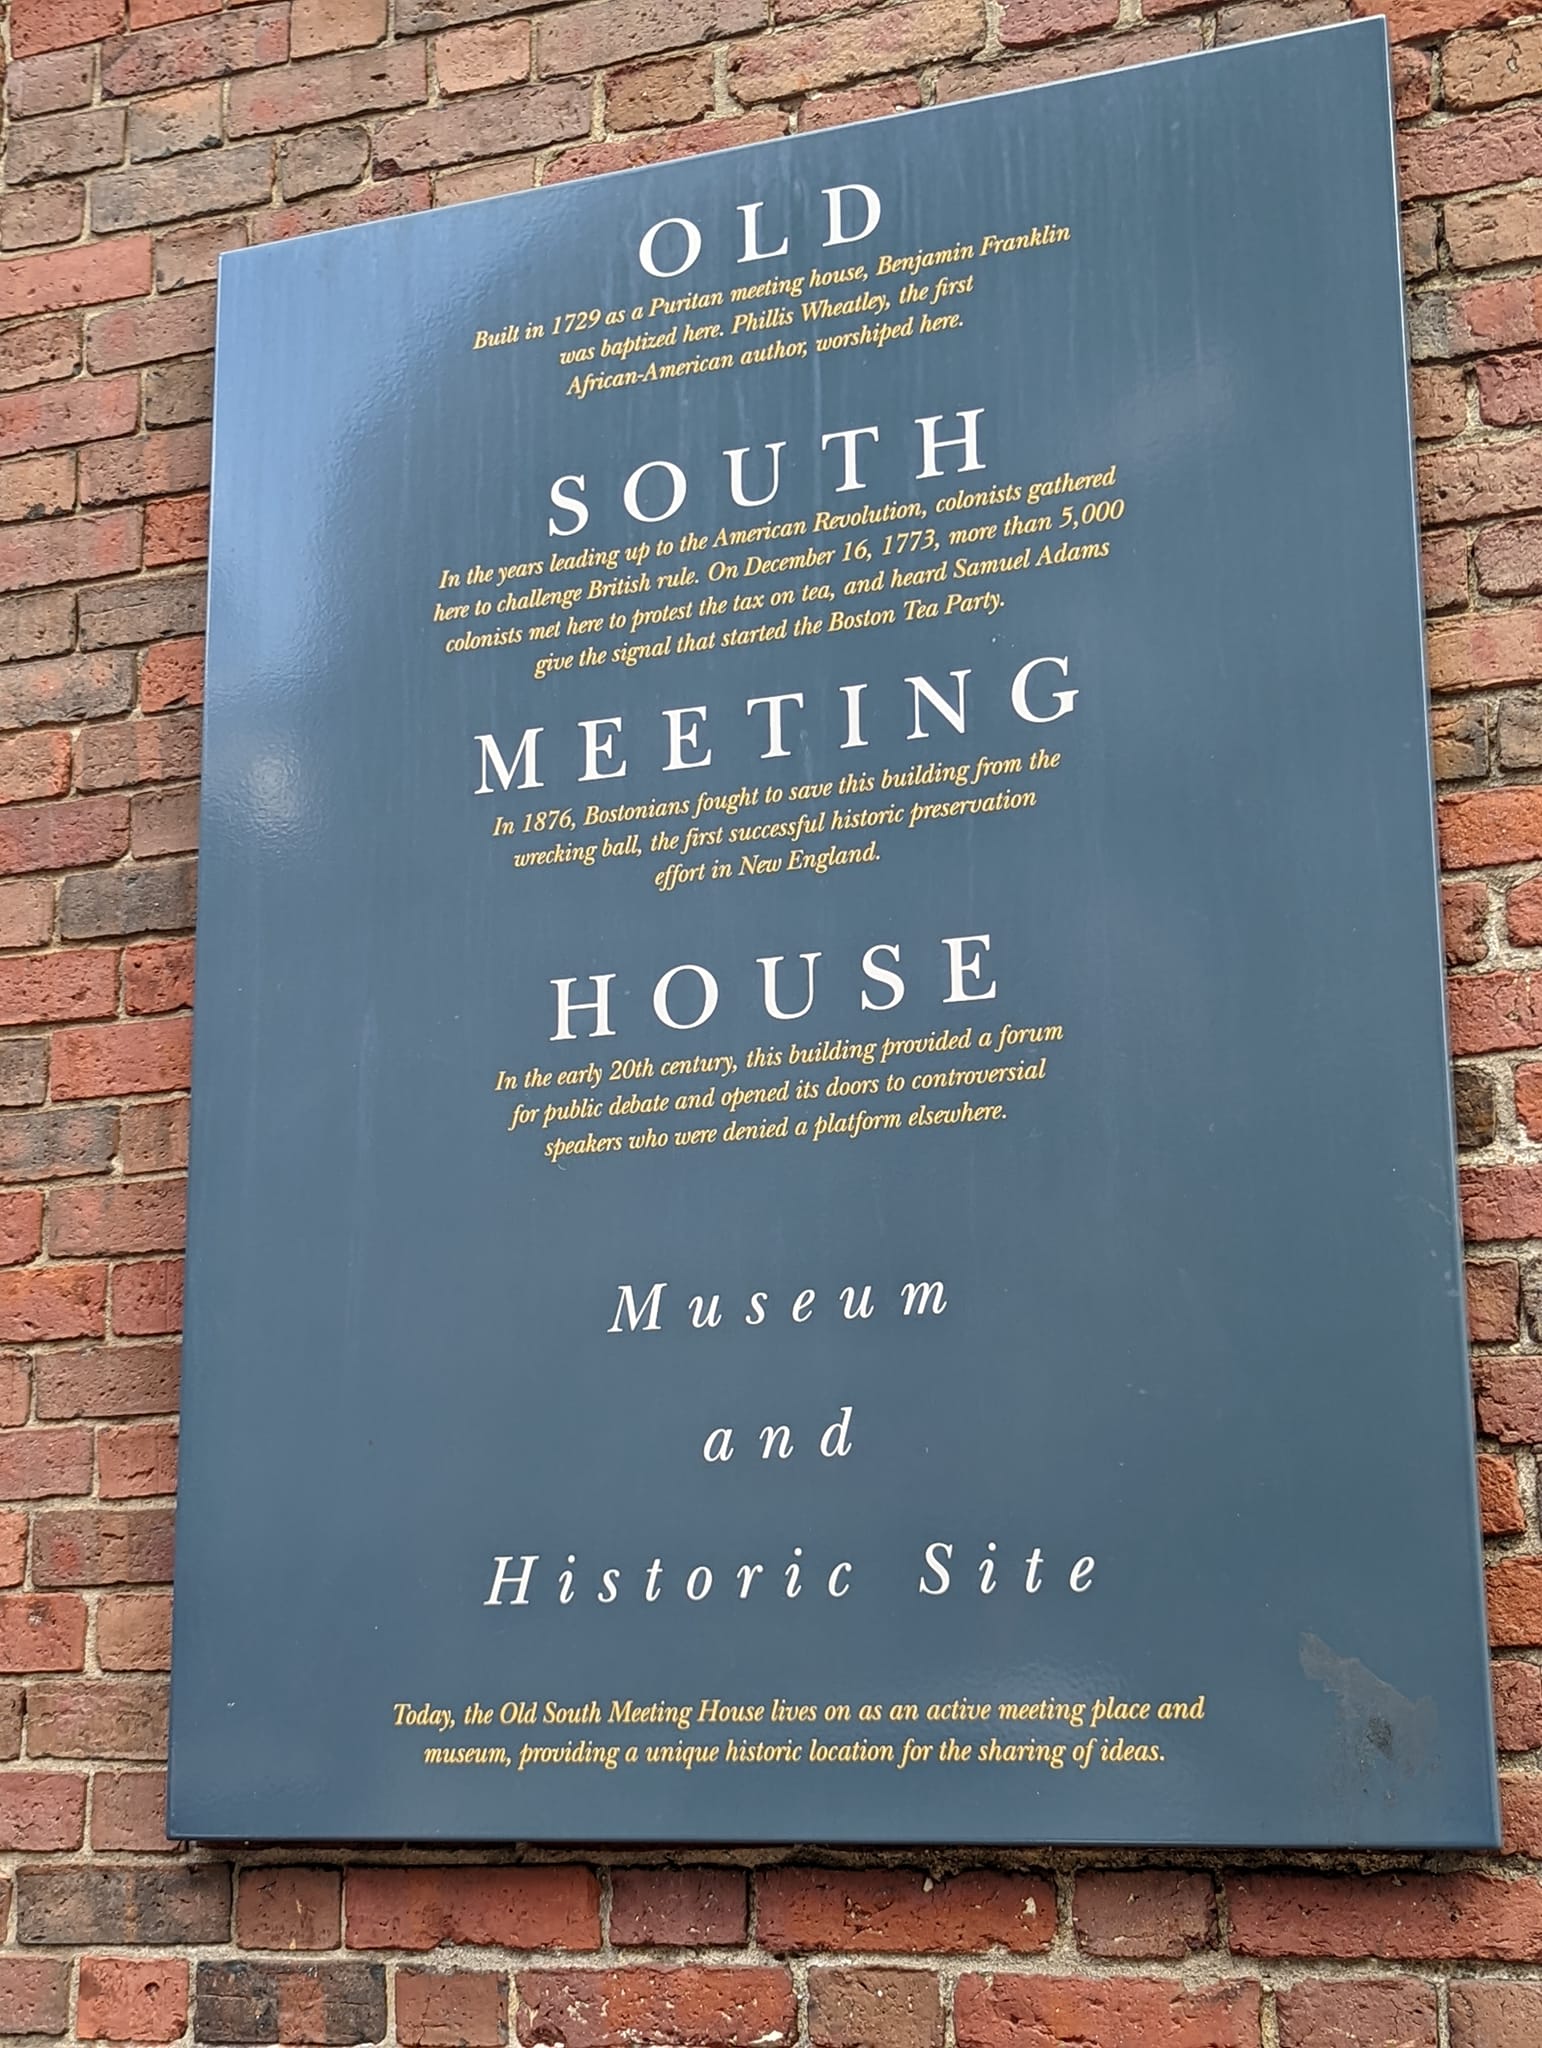 OLD
Built in 1729 as a Puritan meeting house, Benjamin Franklin
was baptized here. Phillis Wheatley, the first
African-American author, worshiped here.
SOUTH
In the years leading up to the American Revolution, colonists gathered
here to challenge British rule. On December 16, 1773, more than 5,000
colonists met here to protest the tax on tea, and heard Samuel Adams
give the signal that started the Boston Tea Party.
MEETING
In 1876, Bostonians fought to save this building from the
wrecking ball, the first successful historic preservation
effort in New England.
HOUSE
In the early 20th century, this building provided a forum
for public debate and opened its doors to controversial
speakers who were denied a platform elsewhere.
Museum
and
Historic Site
Today, the Old South Meeting House lives on as an active meeting place and
museum, providing a unique historic location for the sharing of ideas.